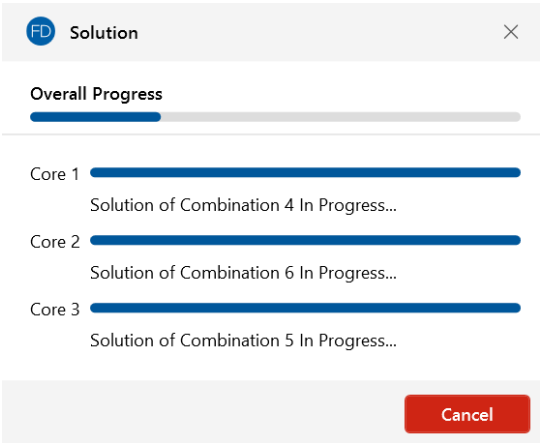 FD Solution
Overall Progress
Core 1
Solution of Combination 4 In Progress...
Core 2
Solution of Combination 6 In Progress...
Core 3
Solution of Combination 5 In Progress...
Cancel